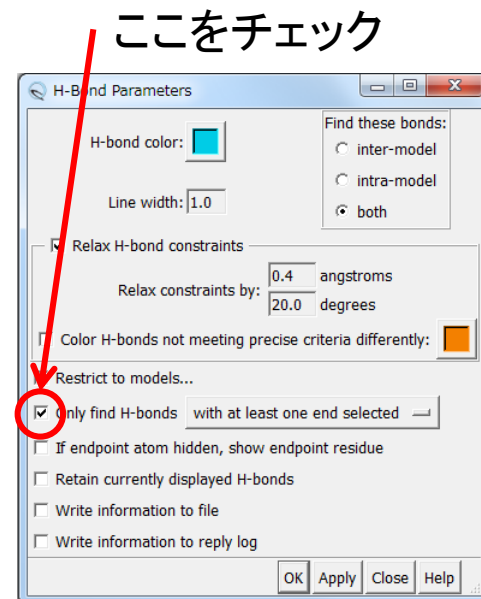 ここをチェック
H-Bond Parameters
H-bond color:
Find these bonds:
inter-model
intra-model
both
Line width: 1.0
Relax H-bond constraints
Relax constraints by: 0.4 angstroms
20.0 degrees
Color H-bonds not meeting precise criteria differently:
Restrict to models...
Only find H-bonds with at least one end selected
If endpoint atom hidden, show endpoint residue
Retain currently displayed H-bonds
Write information to file
Write information to reply log
OK Apply Close Help